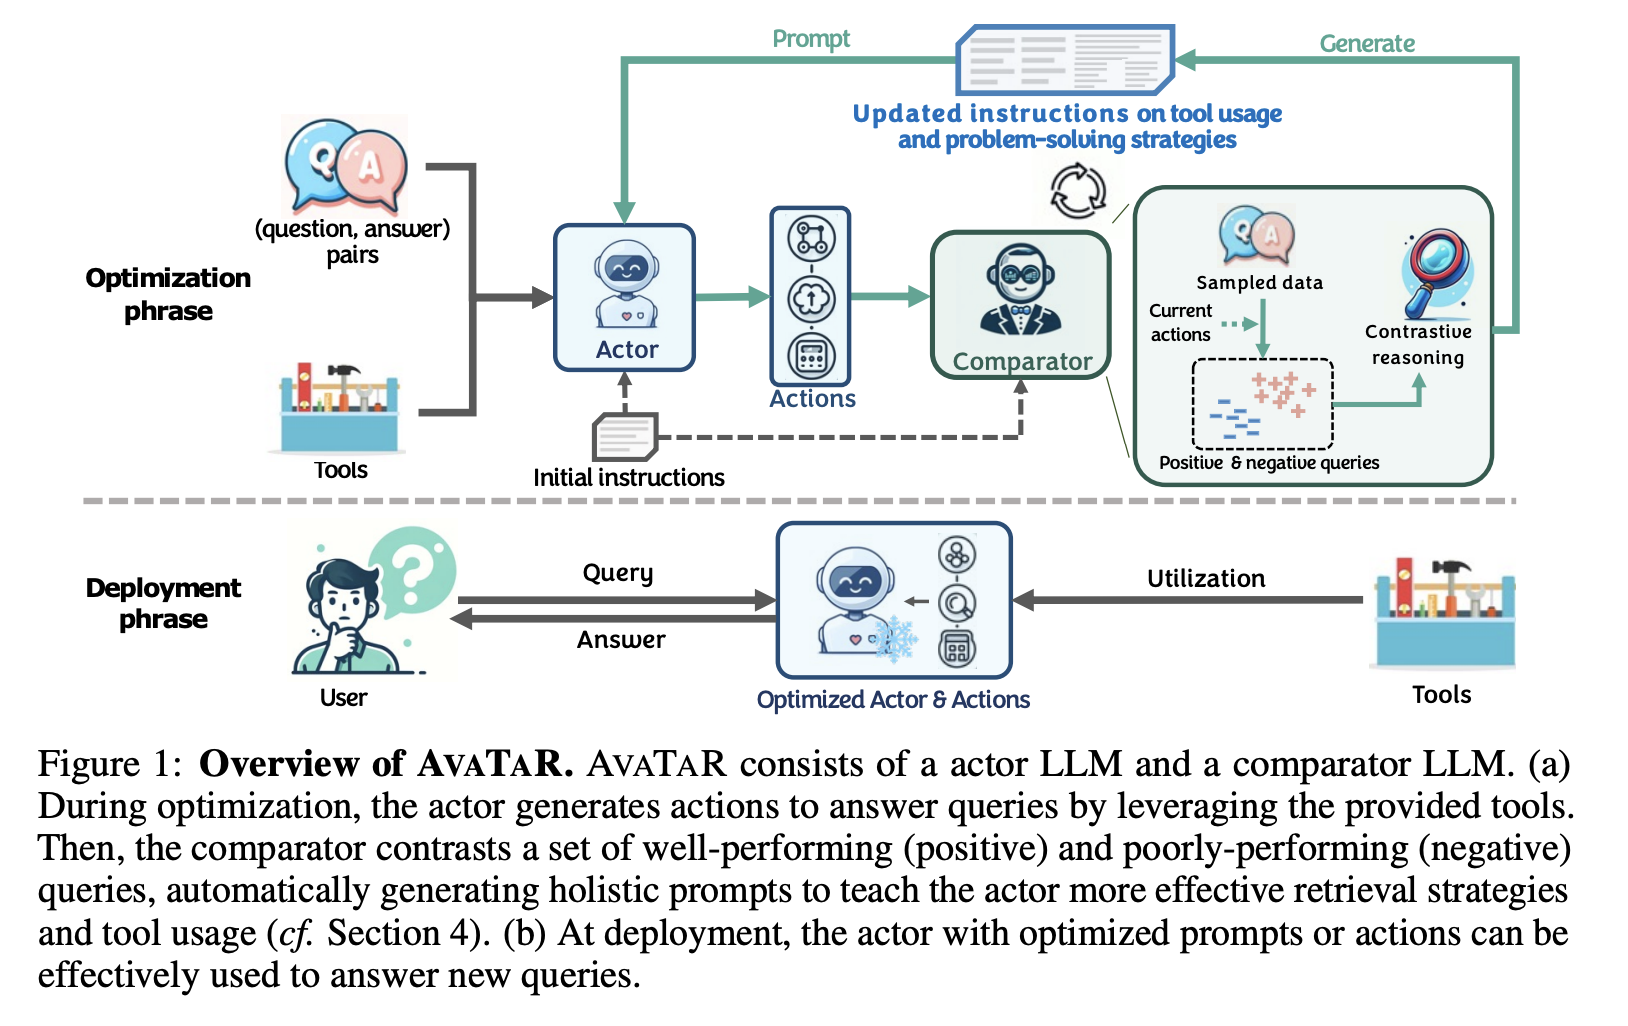 Prompt
Generate
Updated instructions on tool usage
and problem-solving strategies
Q A
(question, answer)
pairs
Optimization
phrase
Actor
Actions
Comparator
Q A
Sampled data
Current
actions
Contrastive
reasoning
Positive & negative queries
Tools
Initial instructions
Deployment
phrase
?
Query
Answer
User
Optimized Actor & Actions
Utilization
Tools
Figure 1: Overview of AVATAR. AVATAR consists of a actor LLM and a comparator LLM. (a)
During optimization, the actor generates actions to answer queries by leveraging the provided tools.
Then, the comparator contrasts a set of well-performing (positive) and poorly-performing (negative)
queries, automatically generating holistic prompts to teach the actor more effective retrieval strategies
and tool usage (cf. Section 4). (b) At deployment, the actor with optimized prompts or actions can be
effectively used to answer new queries.